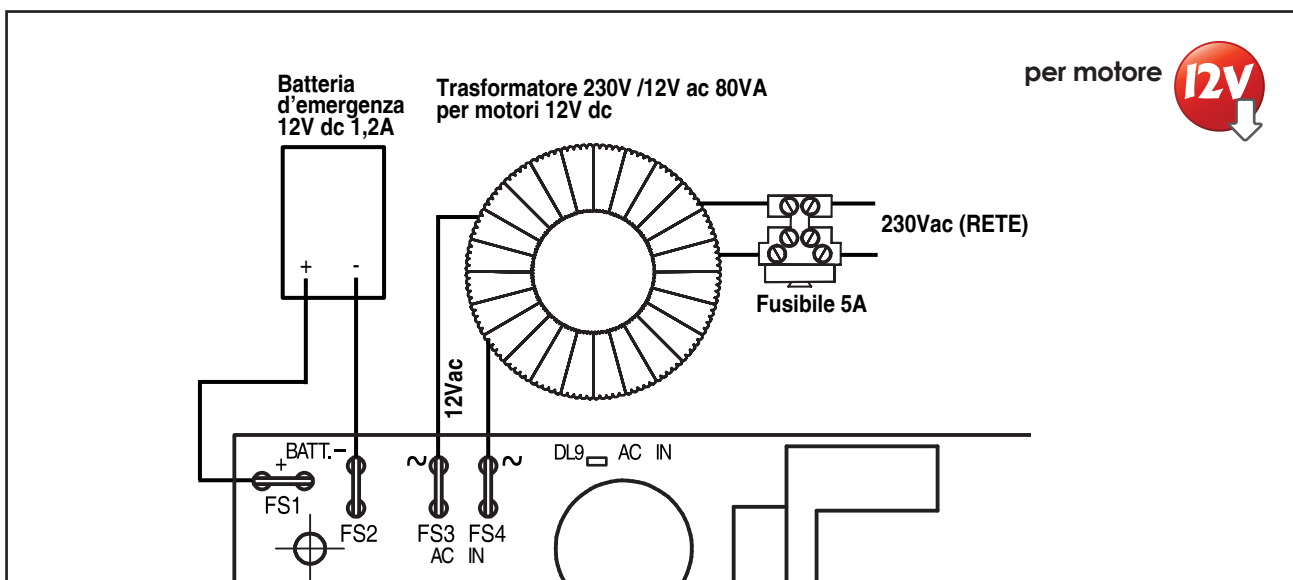 per motore 12V
Batteria
d'emergenza
12V dc 1,2A
Trasformatore 230V /12V ac 80VA
per motori 12V dc
230Vac (RETE)
Fusibile 5A
+ -
12Vac
BATT. -
+
~ ~
DL9 AC IN
FS1
FS2
FS3 FS4
AC IN